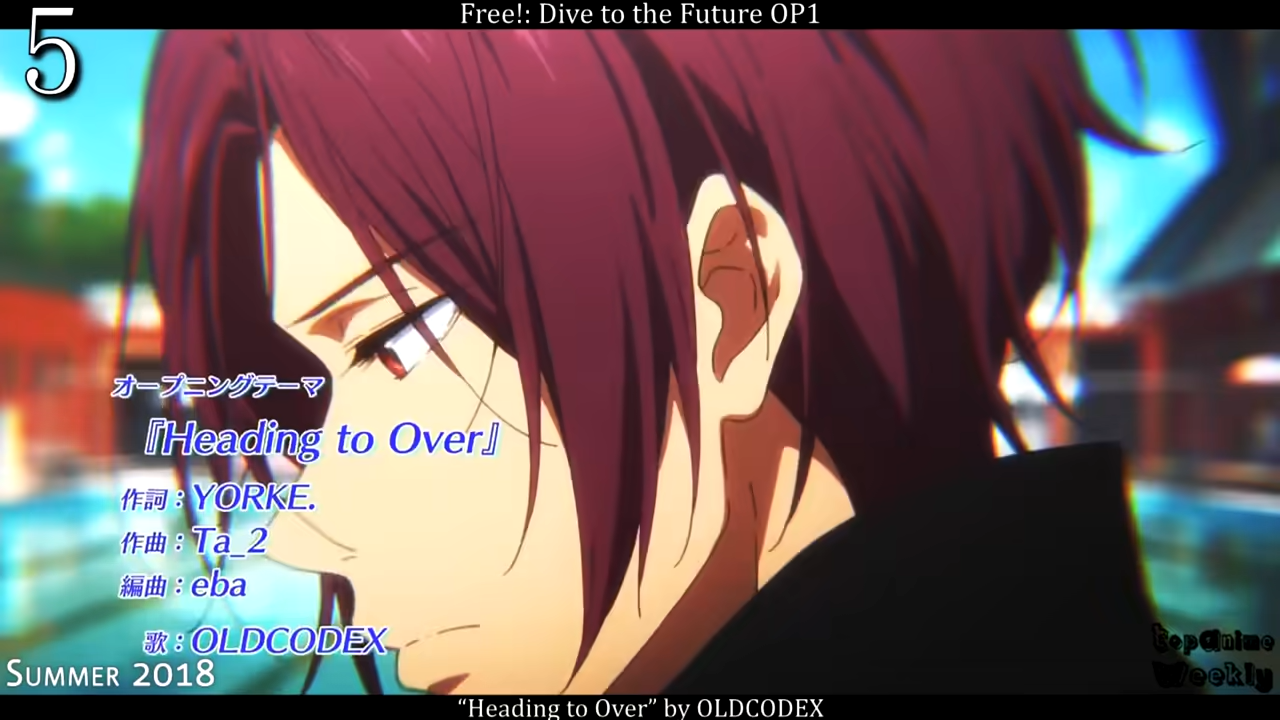 Free!: Dive to the Future OP1
5
オープニングテーマ
『Heading to Over』
作詞：YORKE.
作曲：Ta_2
編曲：eba
歌：OLDCODEX
SUMMER 2018
top@nime
Weekly
“Heading to Over” by OLDCODEX